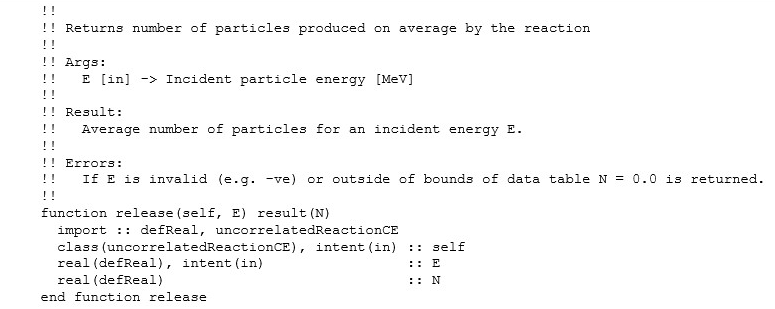 !!
!! Returns number of particles produced on average by the reaction
!!
!! Args:
!!   E [in] -> Incident particle energy [MeV]
!!
!! Result:
!!   Average number of particles for an incident energy E.
!!
!! Errors:
!!   If E is invalid (e.g. -ve) or outside of bounds of data table N = 0.0 is returned.
!!
function release(self, E) result(N)
  import :: defReal, uncorrelatedReactionCE
  class(uncorrelatedReactionCE), intent(in) :: self
  real(defReal), intent(in)                 :: E
  real(defReal)                             :: N
end function release